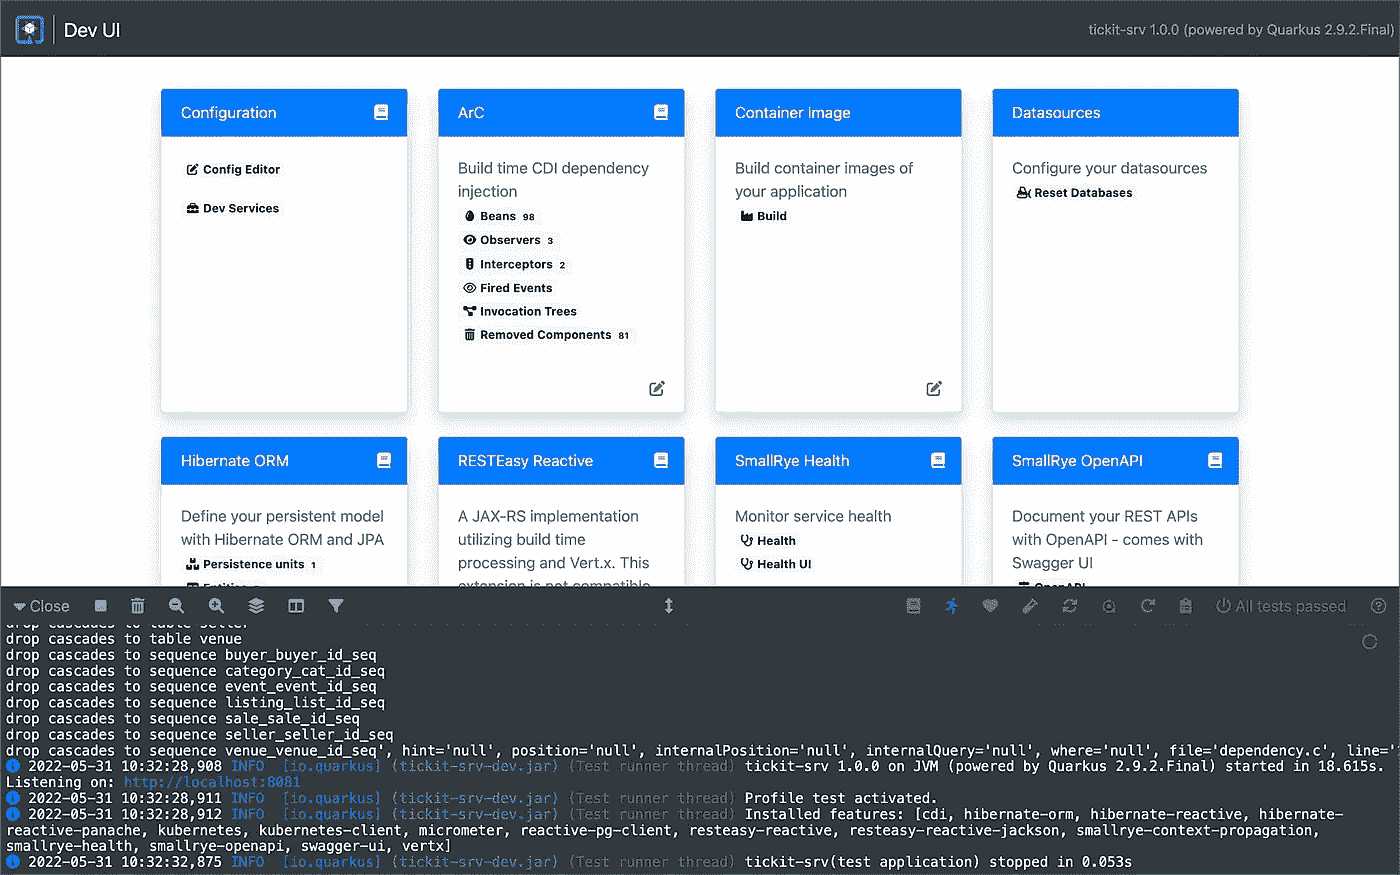 Dev UI
tickit-srv 1.0.0 (powered by Quarkus 2.9.2.Final)
Configuration
Config Editor
Dev Services
ArC
Build time CDI dependency
injection
Beans 98
Observers 3
Interceptors 2
Fired Events
Invocation Trees
Removed Components 81
Container Image
Build container images of
your application
Build
Datasources
Configure your datasources
Reset Databases
Hibernate ORM
Define your persistent model
with Hibernate ORM and JPA
Persistence units 1
RESTEasy Reactive
A JAX-RS implementation
utilizing build time
processing and Vert.x. This
extension is not compatible
SmallRye Health
Monitor service health
Health
Health UI
SmallRye OpenAPI
Document your REST APIs
with OpenAPI - comes with
Swagger UI
OpenAPI
Close
All tests passed
drop cascades to table seller
drop cascades to table venue
drop cascades to sequence buyer_buyer_id_seq
drop cascades to sequence category_cat_id_seq
drop cascades to sequence event_event_id_seq
drop cascades to sequence listing_list_id_seq
drop cascades to sequence sale_sale_id_seq
drop cascades to sequence seller_seller_id_seq
drop cascades to sequence venue_venue_id_seq', hint='null', position='null', internalPosition='null', internalQuery='null', where='null', file='dependency.c', line='
2022-05-31 10:32:28,908 INFO [io.quarkus] (tickit-srv-dev.jar) (Test runner thread) tickit-srv 1.0.0 on JVM (powered by Quarkus 2.9.2.Final) started in 18.615s.
Listening on: http://localhost:8081
2022-05-31 10:32:28,911 INFO [io.quarkus] (tickit-srv-dev.jar) (Test runner thread) Profile test activated.
2022-05-31 10:32:28,912 INFO [io.quarkus] (tickit-srv-dev.jar) (Test runner thread) Installed features: [cdi, hibernate-orm, hibernate-reactive, hibernate-
reactive-panache, kubernetes, kubernetes-client, micrometer, reactive-pg-client, resteasy-reactive, resteasy-reactive-jackson, smallrye-context-propagation,
smallrye-health, smallrye-openapi, swagger-ui, vertx]
2022-05-31 10:32:32,875 INFO [io.quarkus] (tickit-srv-dev.jar) (Test runner thread) tickit-srv(test application) stopped in 0.053s